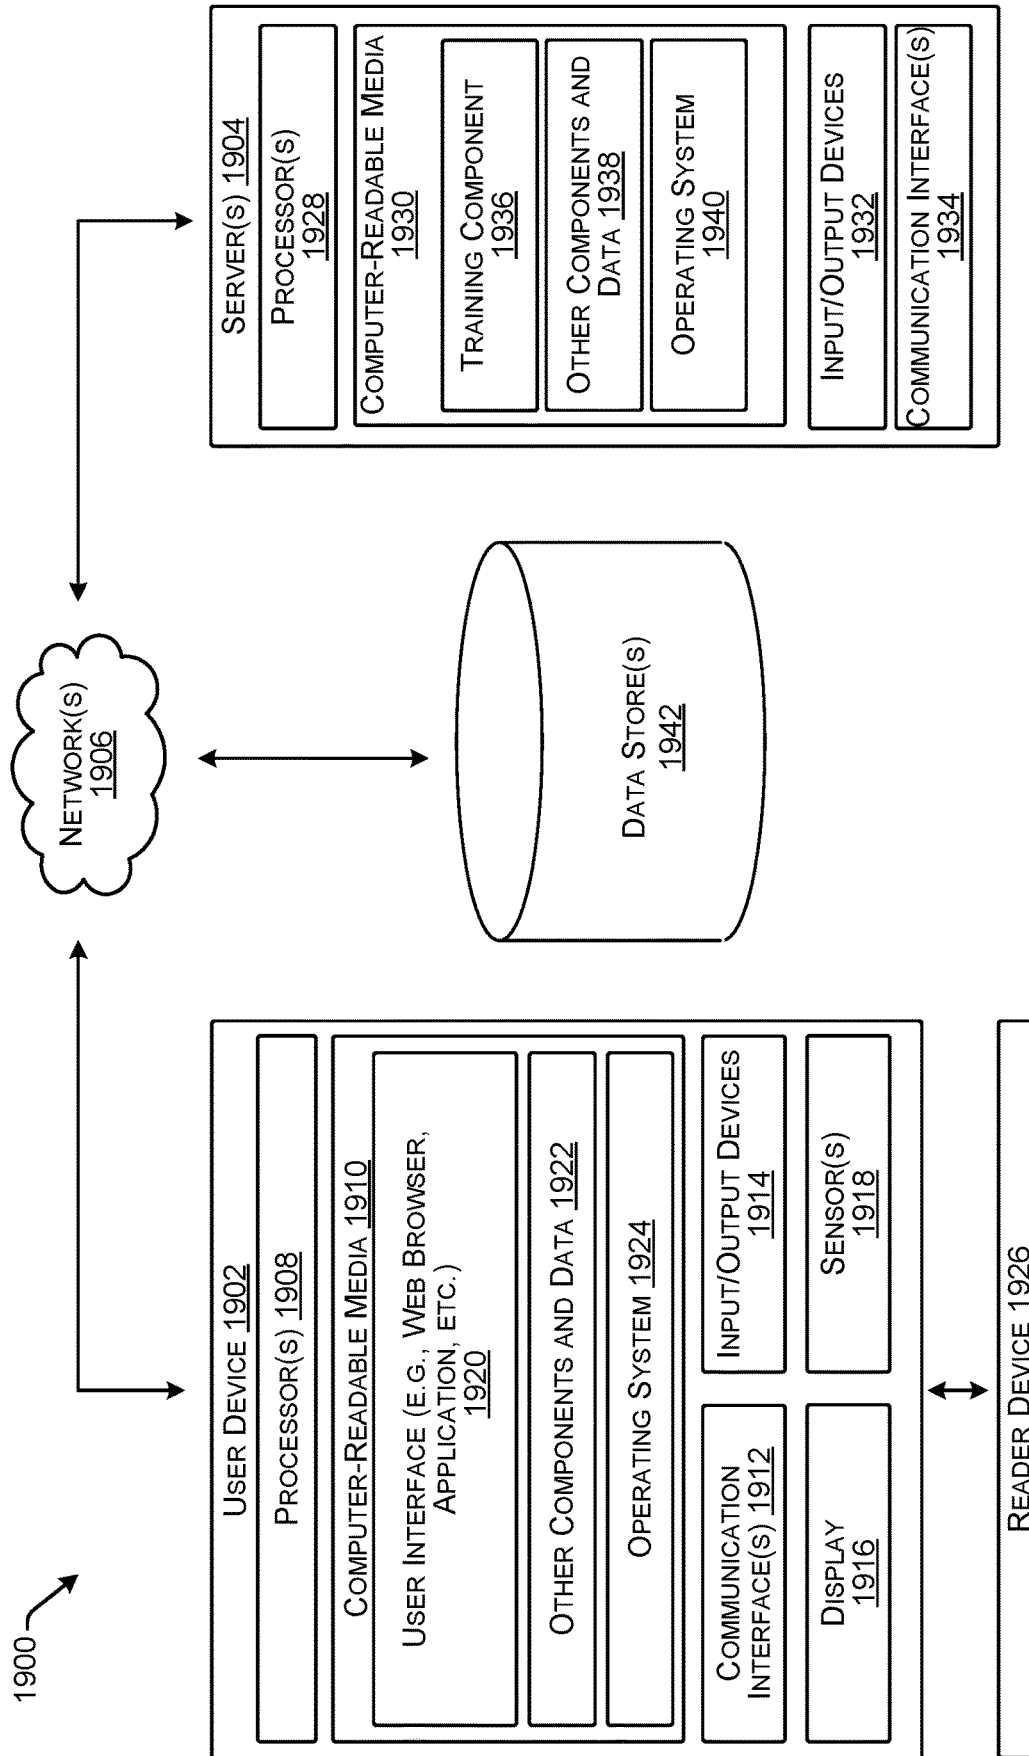 1900
NETWORK(S)
1906
USER DEVICE 1902
PROCESSOR(S) 1908
COMPUTER-READABLE MEDIA 1910
USER INTERFACE (E.G., WEB BROWSER,
APPLICATION, ETC.)
1920
OTHER COMPONENTS AND DATA 1922
OPERATING SYSTEM 1924
COMMUNICATION
INTERFACE(S) 1912
INPUT/OUTPUT DEVICES
1914
DISPLAY
1916
SENSOR(S)
1918
READER DEVICE 1926
DATA STORE(S)
1942
SERVER(S) 1904
PROCESSOR(S)
1928
COMPUTER-READABLE MEDIA
1930
TRAINING COMPONENT
1936
OTHER COMPONENTS AND
DATA 1938
OPERATING SYSTEM
1940
INPUT/OUTPUT DEVICES
1932
COMMUNICATION INTERFACE(S)
1934